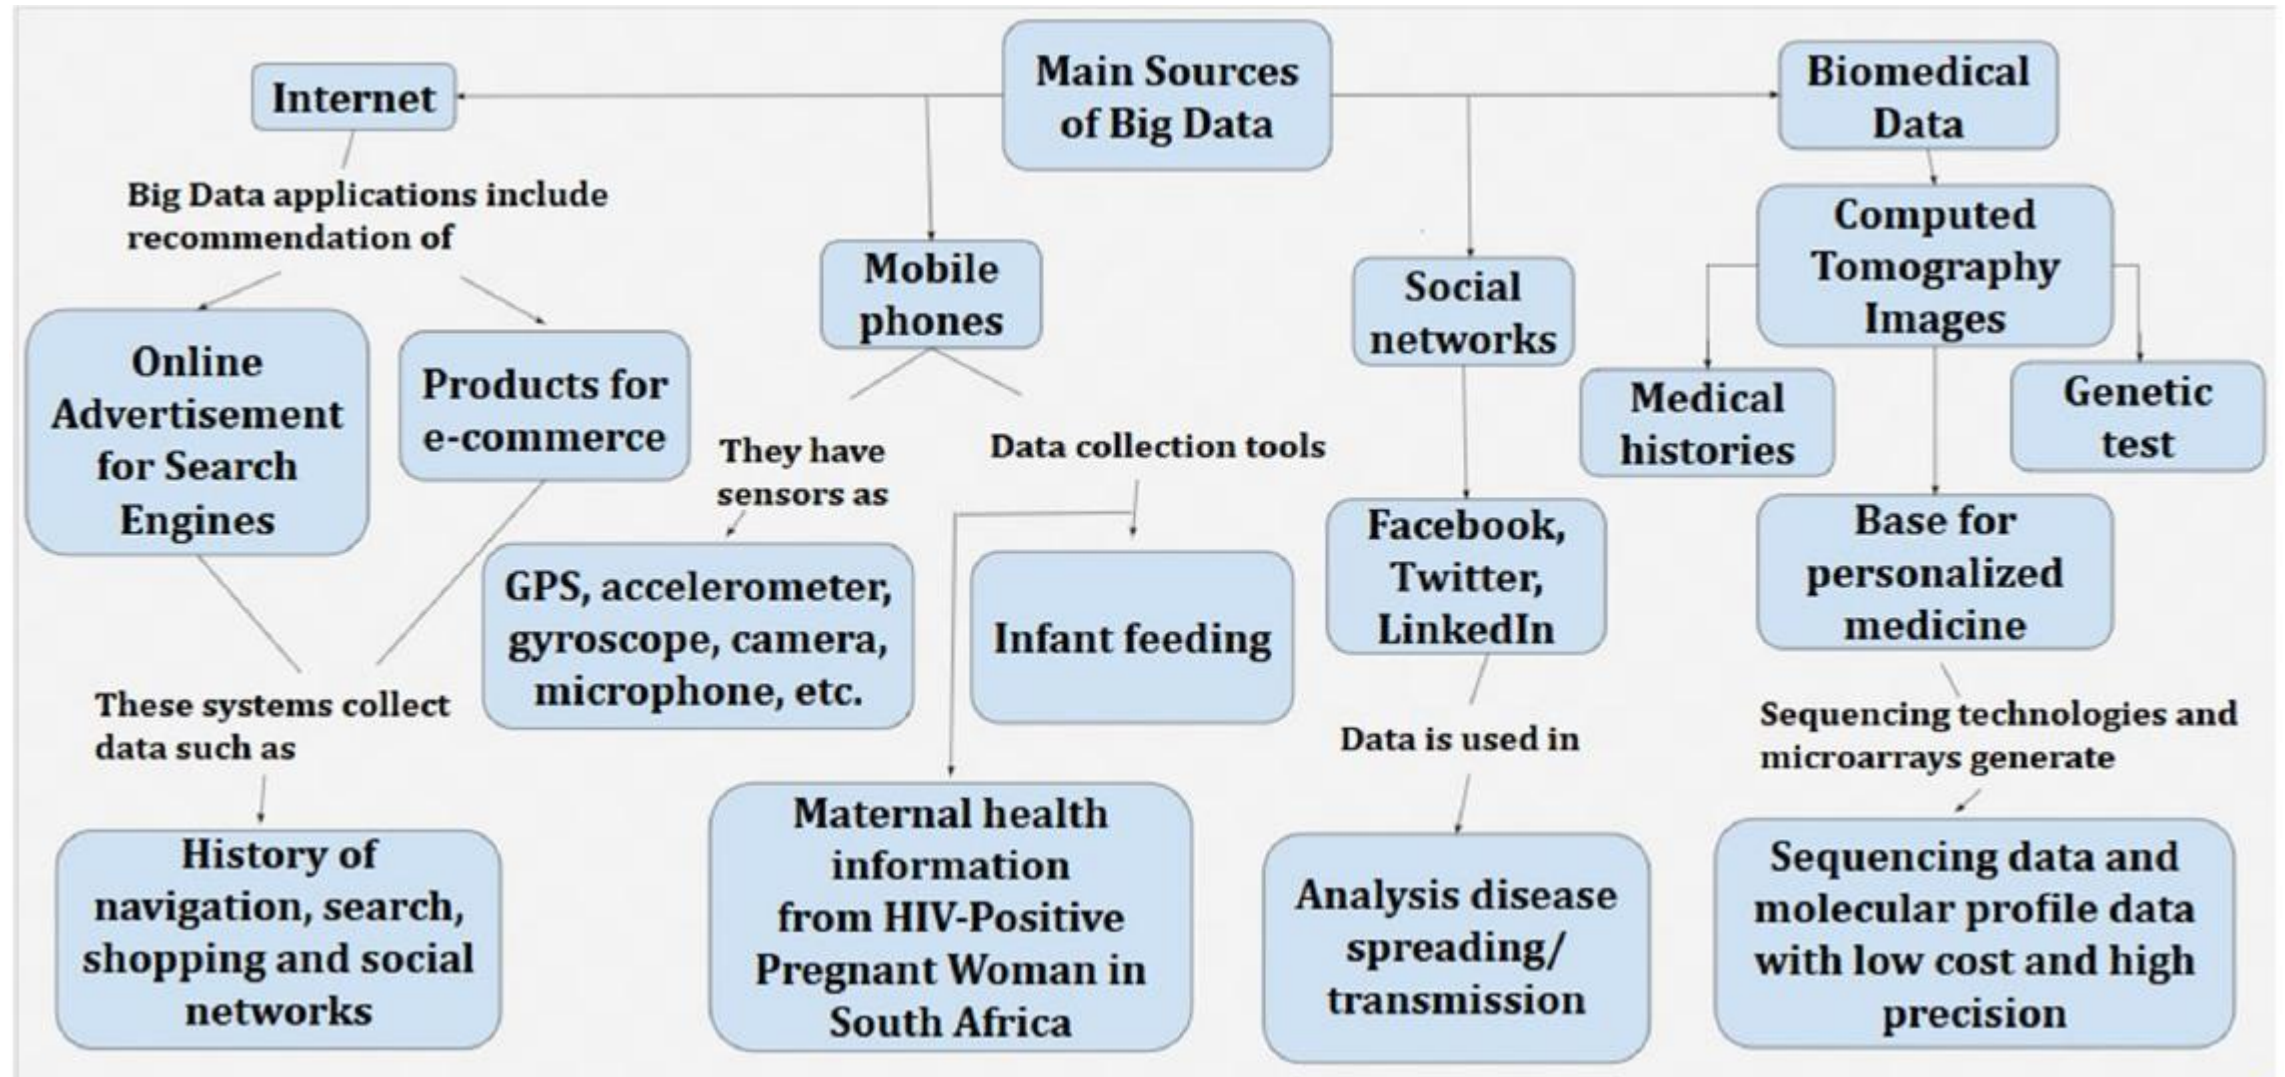 Main Sources
of Big Data
Internet
Big Data applications include
recommendation of
Online
Advertisement
for Search
Engines
Products for
e-commerce
These systems collect
data such as
History of
navigation, search,
shopping and social
networks
Mobile
phones
They have
sensors as
GPS, accelerometer,
gyroscope, camera,
microphone, etc.
Data collection tools
Infant feeding
Maternal health
information
from HIV-Positive
Pregnant Woman in
South Africa
Social
networks
Facebook,
Twitter,
LinkedIn
Data is used in
Analysis disease
spreading/
transmission
Biomedical
Data
Computed
Tomography
Images
Medical
histories
Genetic
test
Base for
personalized
medicine
Sequencing technologies and
microarrays generate
Sequencing data and
molecular profile data
with low cost and high
precision